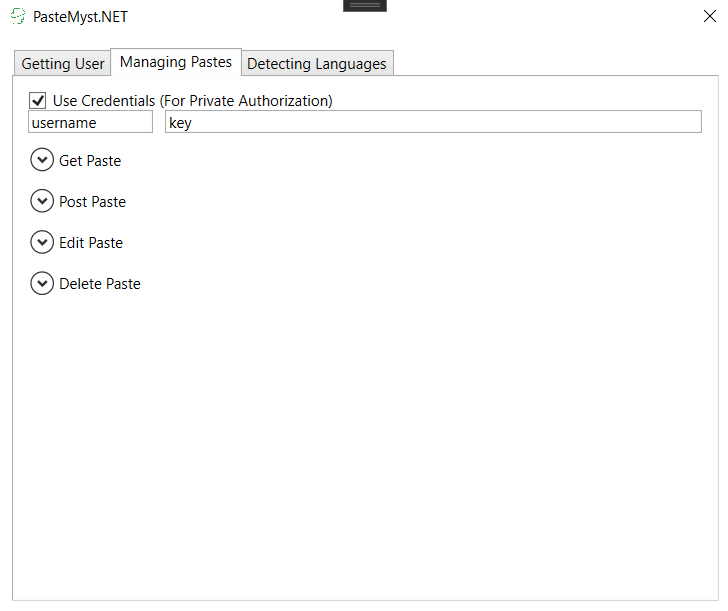 PasteMyst.NET
Getting User Managing Pastes Detecting Languages
Use Credentials (For Private Authorization)
username key
Get Paste
Post Paste
Edit Paste
Delete Paste